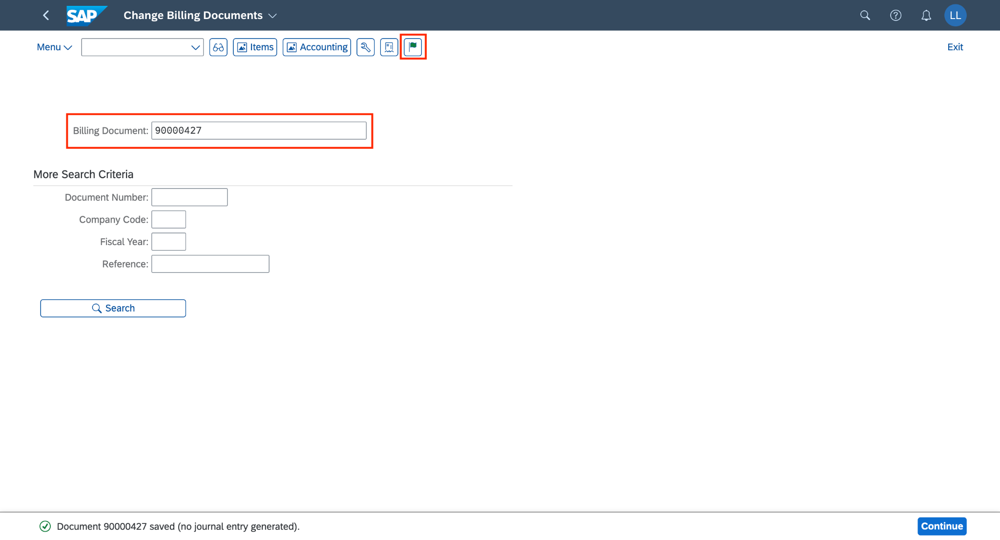 SAP Change Billing Documents LL
Menu Items Accounting Exit
Billing Document: 90000427
More Search Criteria
Document Number:
Company Code:
Fiscal Year:
Reference:
Search
Document 90000427 saved (no journal entry generated). Continue